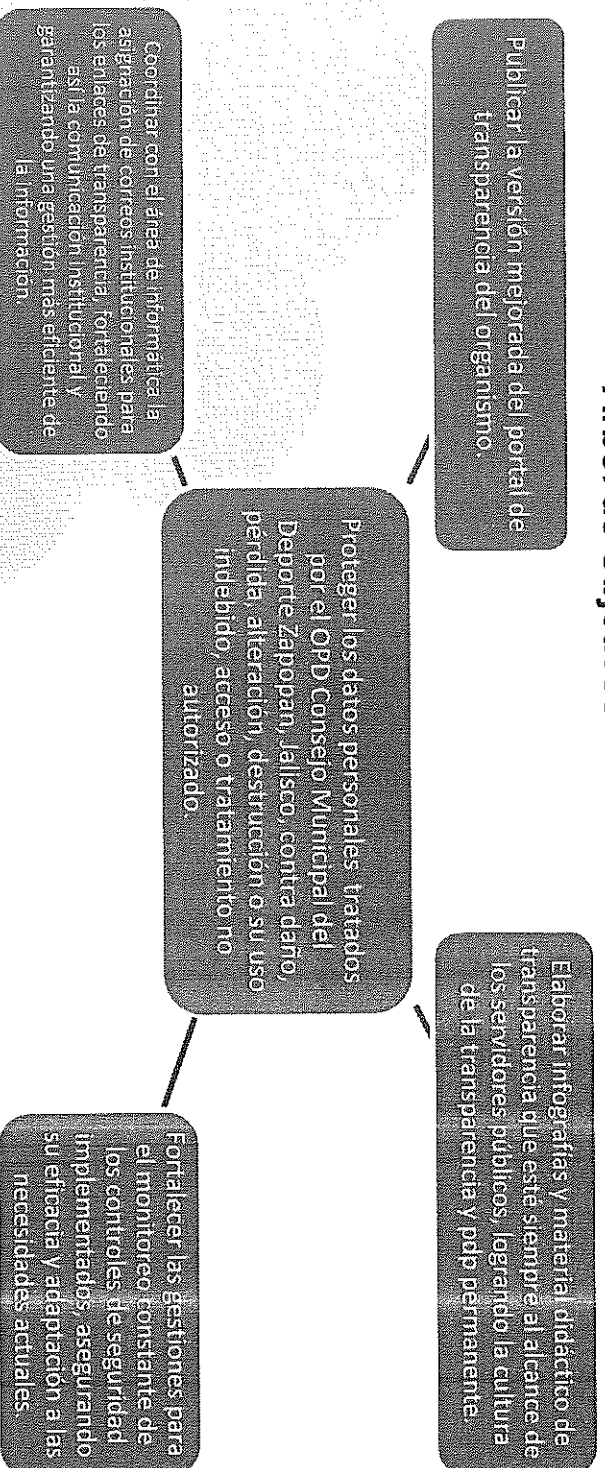 Publicar la versión mejorada del portal de
transparencia del organismo.
Elaborar infografías y material didáctico de
transparencia que esté siempre al alcance de
los servidores públicos, logrando la cultura
de la transparencia y pdp permanente.
Proteger los datos personales tratados
por el OPD Consejo Municipal del
Deporte Zapopan, Jalisco, contra daño,
pérdida, alteración, destrucción o su uso
indebido, acceso o tratamiento no
autorizado.
Coordinar con el área de informática la
asignación de correos institucionales para
los enlaces de transparencia, fortaleciendo
así la comunicación institucional y
garantizando una gestión más eficiente de
la información.
Fortalecer las gestiones para
el monitoreo constante de
los controles de seguridad
implementados, asegurando
su eficacia y adaptación a las
necesidades actuales.